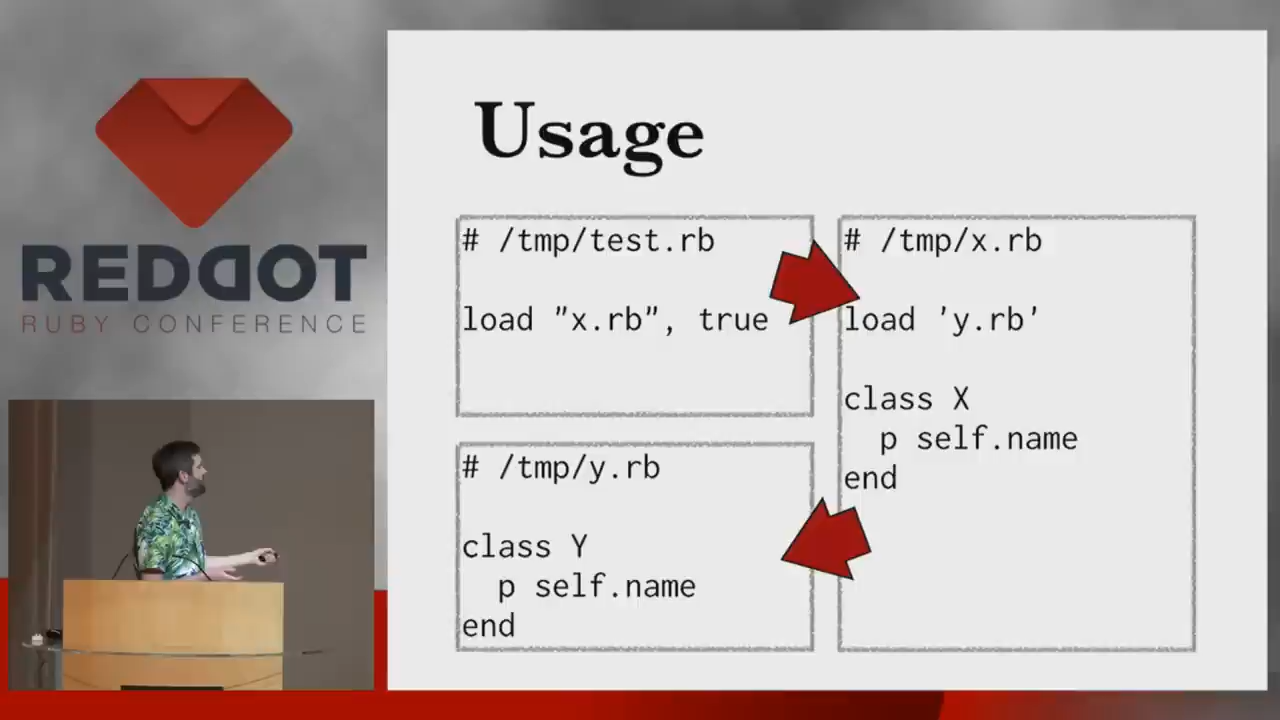 REDDOT
RUBY CONFERENCE
Usage
# /tmp/test.rb
load "x.rb", true
# /tmp/x.rb
load 'y.rb'
class X
  p self.name
end
# /tmp/y.rb
class Y
  p self.name
end